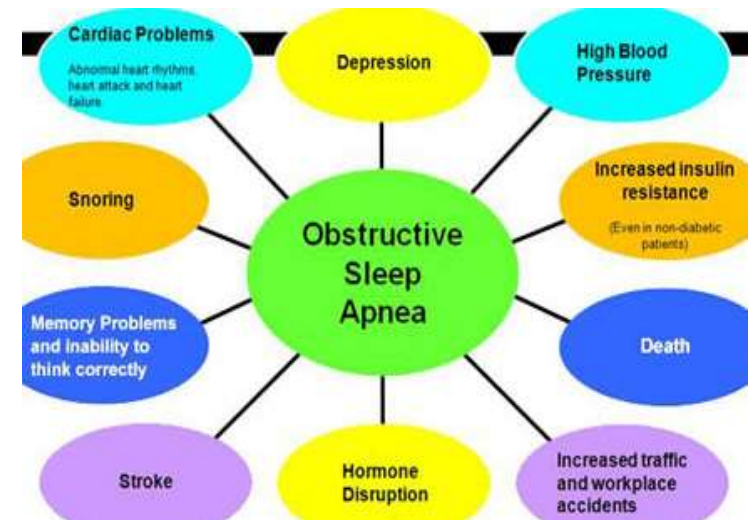 Cardiac Problems
Abnormal heart rhythms,
heart attack and heart
failure
Depression
High Blood
Pressure
Snoring
Increased insulin
resistance
(Even in non-diabetic
patients)
Obstructive
Sleep
Apnea
Memory Problems
and inability to
think correctly
Death
Stroke
Hormone
Disruption
Increased traffic
and workplace
accidents